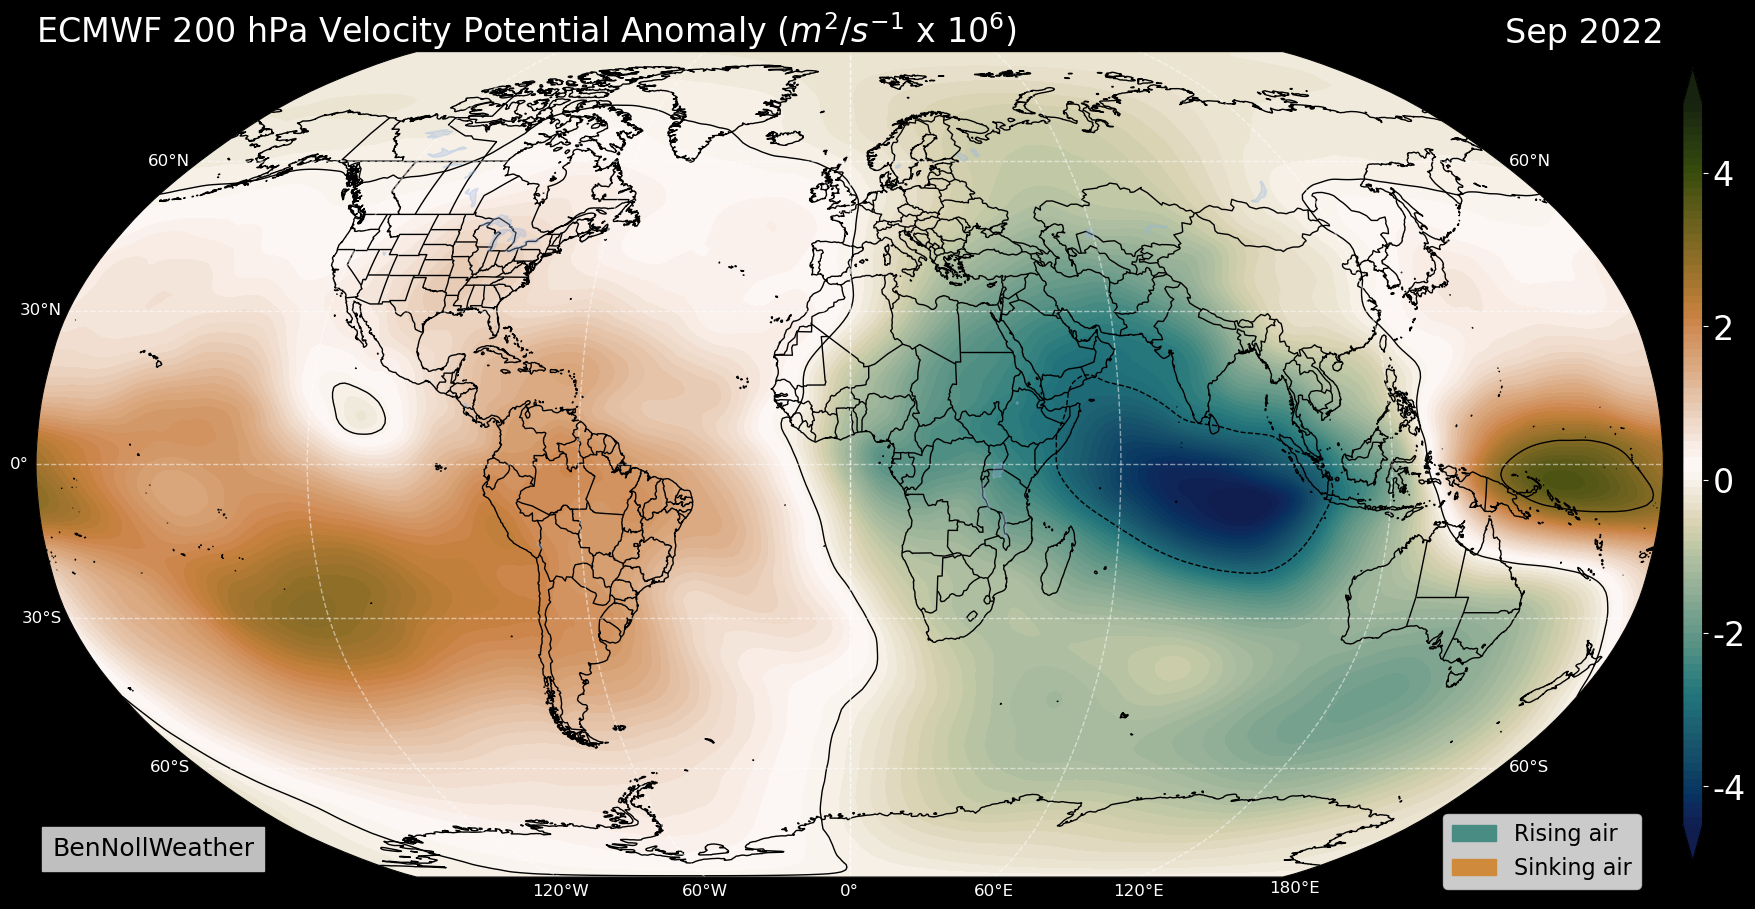 ECMWF 200 hPa Velocity Potential Anomaly (m²/s⁻¹ x 10⁶)
Sep 2022
60°N
60°N
30°N
0°
30°S
60°S
60°S
120°W
60°W
0°
60°E
120°E
180°E
4
2
0
-2
-4
BenNollWeather
Rising air
Sinking air